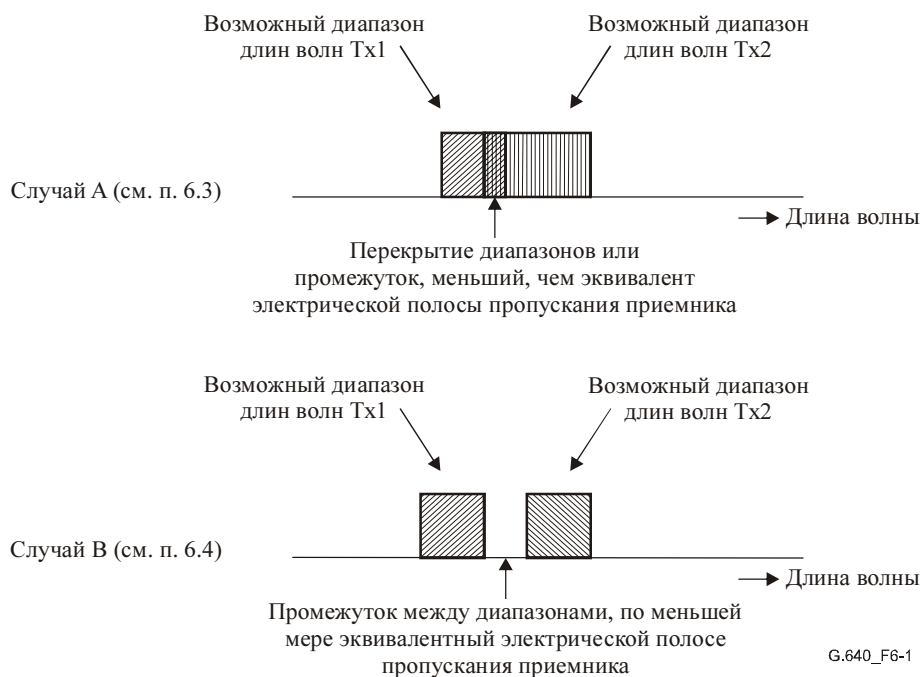 Возможный диапазон
длин волн Tx1
Возможный диапазон
длин волн Tx2
Случай A (см. п. 6.3)
Длина волны
Перекрытие диапазонов или
промежуток, меньший, чем эквивалент
электрической полосы пропускания приемника
Возможный диапазон
длин волн Tx1
Возможный диапазон
длин волн Tx2
Случай B (см. п. 6.4)
Длина волны
Промежуток между диапазонами, по меньшей
мере эквивалентный электрической полосе
пропускания приемника
G.640_F6-1